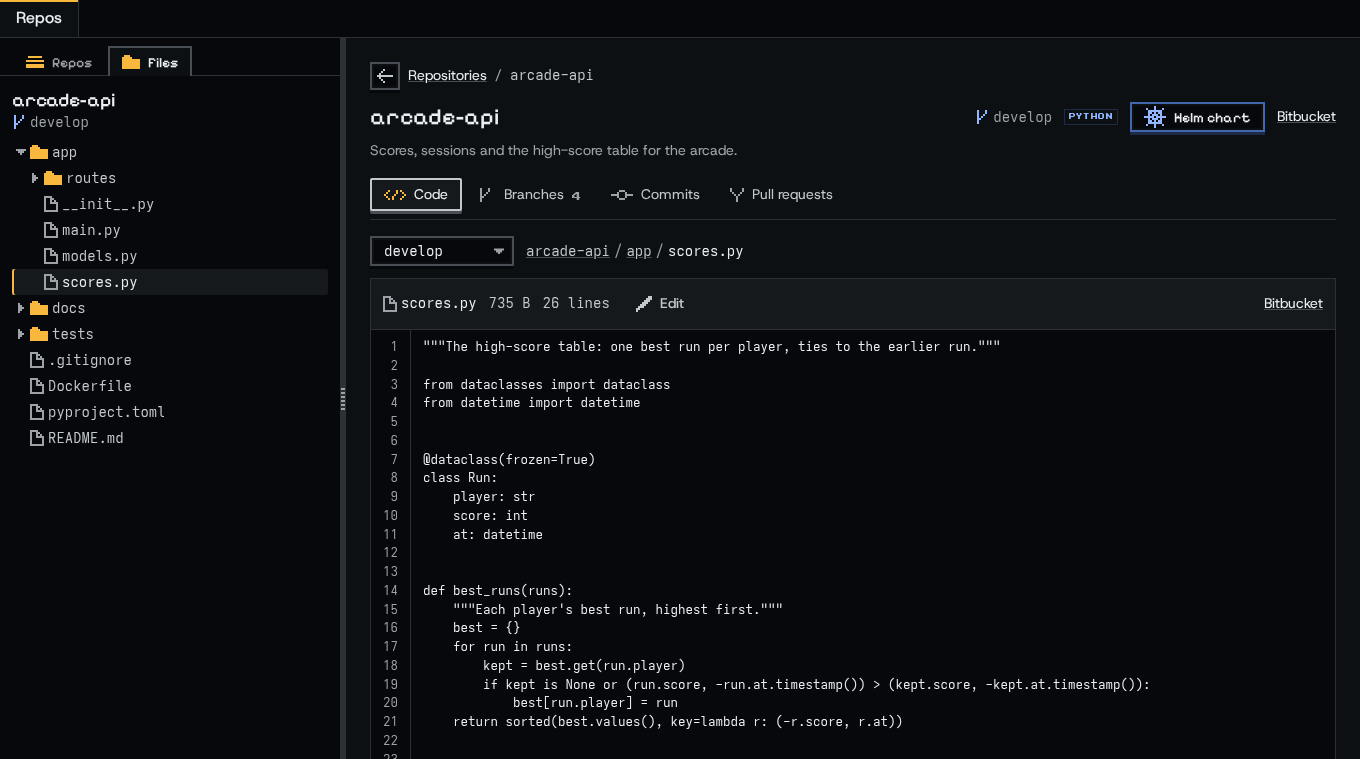 Repos
Repos
Files
arcade-api
develop
app
routes
__init__.py
main.py
models.py
scores.py
docs
tests
.gitignore
Dockerfile
pyproject.toml
README.md
Repositories / arcade-api
arcade-api
develop
PYTHON
Helm chart
Bitbucket
Scores, sessions and the high-score table for the arcade.
Code
Branches 4
Commits
Pull requests
develop
arcade-api / app / scores.py
scores.py 735 B 26 lines
Edit
Bitbucket
1 """The high-score table: one best run per player, ties to the earlier run."""
2
3 from dataclasses import dataclass
4 from datetime import datetime
5
6
7 @dataclass(frozen=True)
8 class Run:
9     player: str
10     score: int
11     at: datetime
12
13
14 def best_runs(runs):
15     """Each player's best run, highest first."""
16     best = {}
17     for run in runs:
18         kept = best.get(run.player)
19         if kept is None or (run.score, -run.at.timestamp()) > (kept.score, -kept.at.timestamp()):
20             best[run.player] = run
21     return sorted(best.values(), key=lambda r: (-r.score, r.at))
22
23